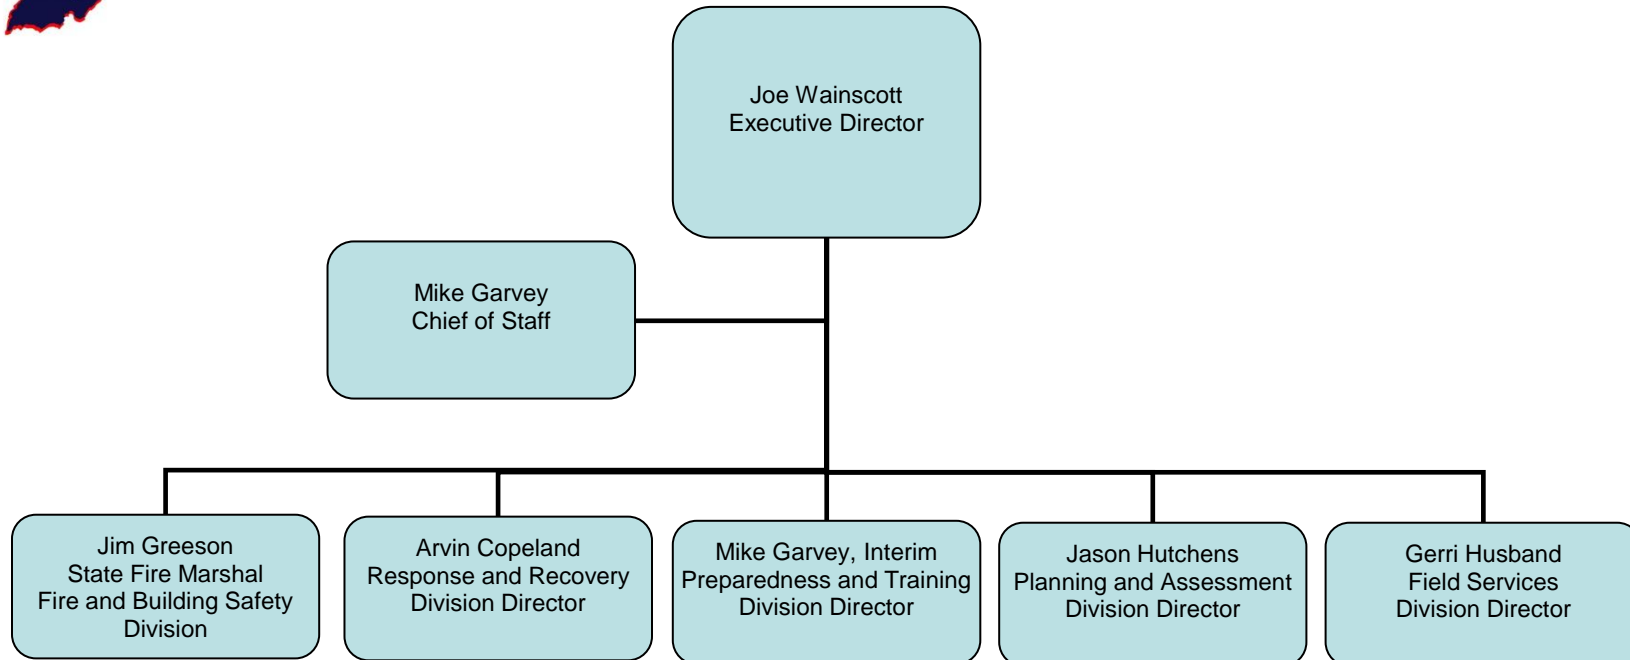 Joe Wainscott
Executive Director
Mike Garvey
Chief of Staff
Jim Greeson
State Fire Marshal
Fire and Building Safety
Division
Arvin Copeland
Response and Recovery
Division Director
Mike Garvey, Interim
Preparedness and Training
Division Director
Jason Hutchens
Planning and Assessment
Division Director
Gerri Husband
Field Services
Division Director